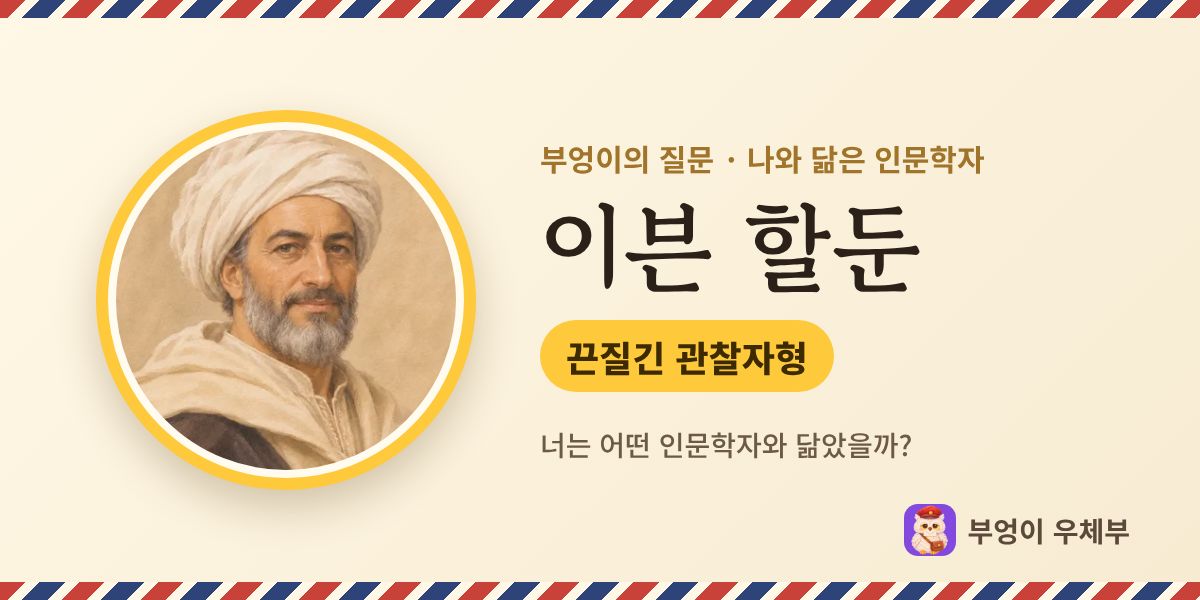 부엉이의 질문 · 나와 닮은 인문학자
이븐 할둔
끈질긴 관찰자형
너는 어떤 인문학자와 닮았을까?
부엉이 우체부